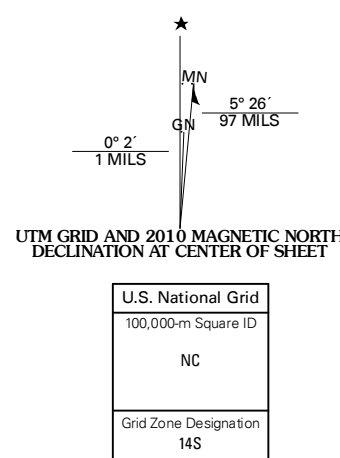 ★
MN
5° 26´
97 MILS
GN
0° 2´
1 MILS
UTM GRID AND 2010 MAGNETIC NORTH
DECLINATION AT CENTER OF SHEET
U.S. National Grid
100,000-m Square ID
NC
Grid Zone Designation
14S